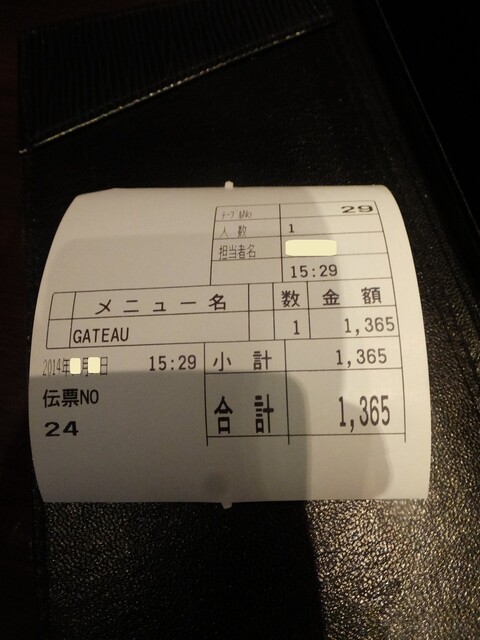 テーブルNo 29
人数 1
担当者名
15:29
メニュー名 数 金額
GATEAU 1 1,365
2014年 月 日 15:29 小計 1,365
伝票NO
24
合計 1,365